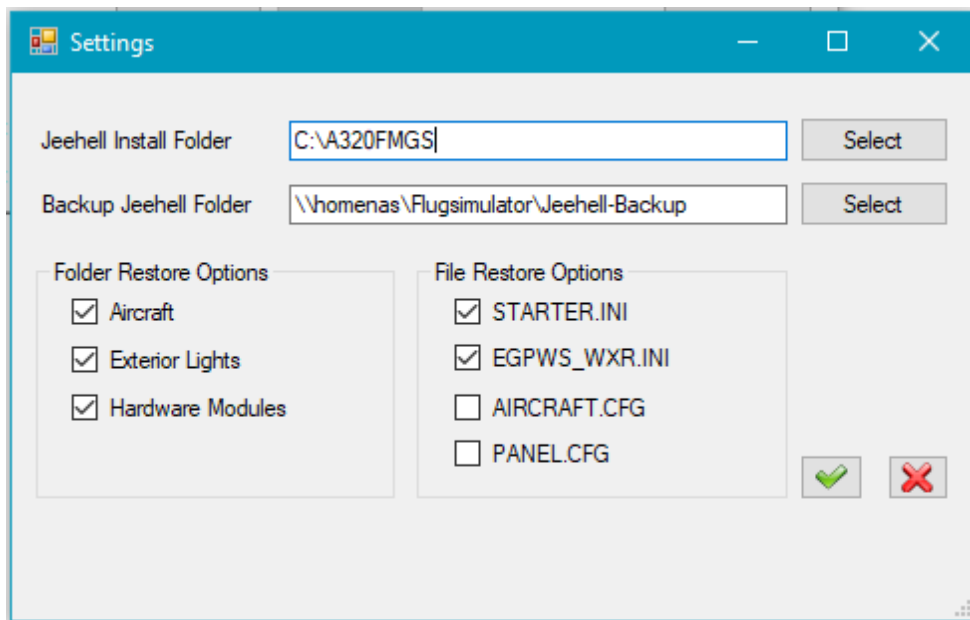 Settings
Jeehell Install Folder C:\A320FMGS Select
Backup Jeehell Folder \\homenas\Flugsimulator\Jeehell-Backup Select
Folder Restore Options
Aircraft
Exterior Lights
Hardware Modules
File Restore Options
STARTER.INI
EGPWS_WXR.INI
AIRCRAFT.CFG
PANEL.CFG